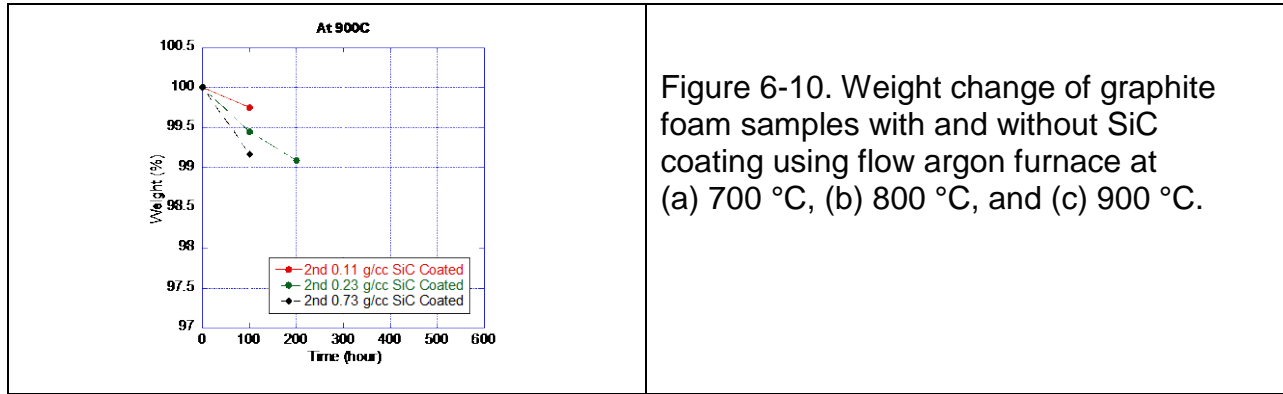 At 900C
100.5
100
99.5
99
98.5
98
97.5
97
Weight (%)
2nd 0.11 g/cc SiC Coated
2nd 0.23 g/cc SiC Coated
2nd 0.73 g/cc SiC Coated
0 100 200 300 400 500 600
Time (hour)
Figure 6-10. Weight change of graphite
foam samples with and without SiC
coating using flow argon furnace at
(a) 700 °C, (b) 800 °C, and (c) 900 °C.